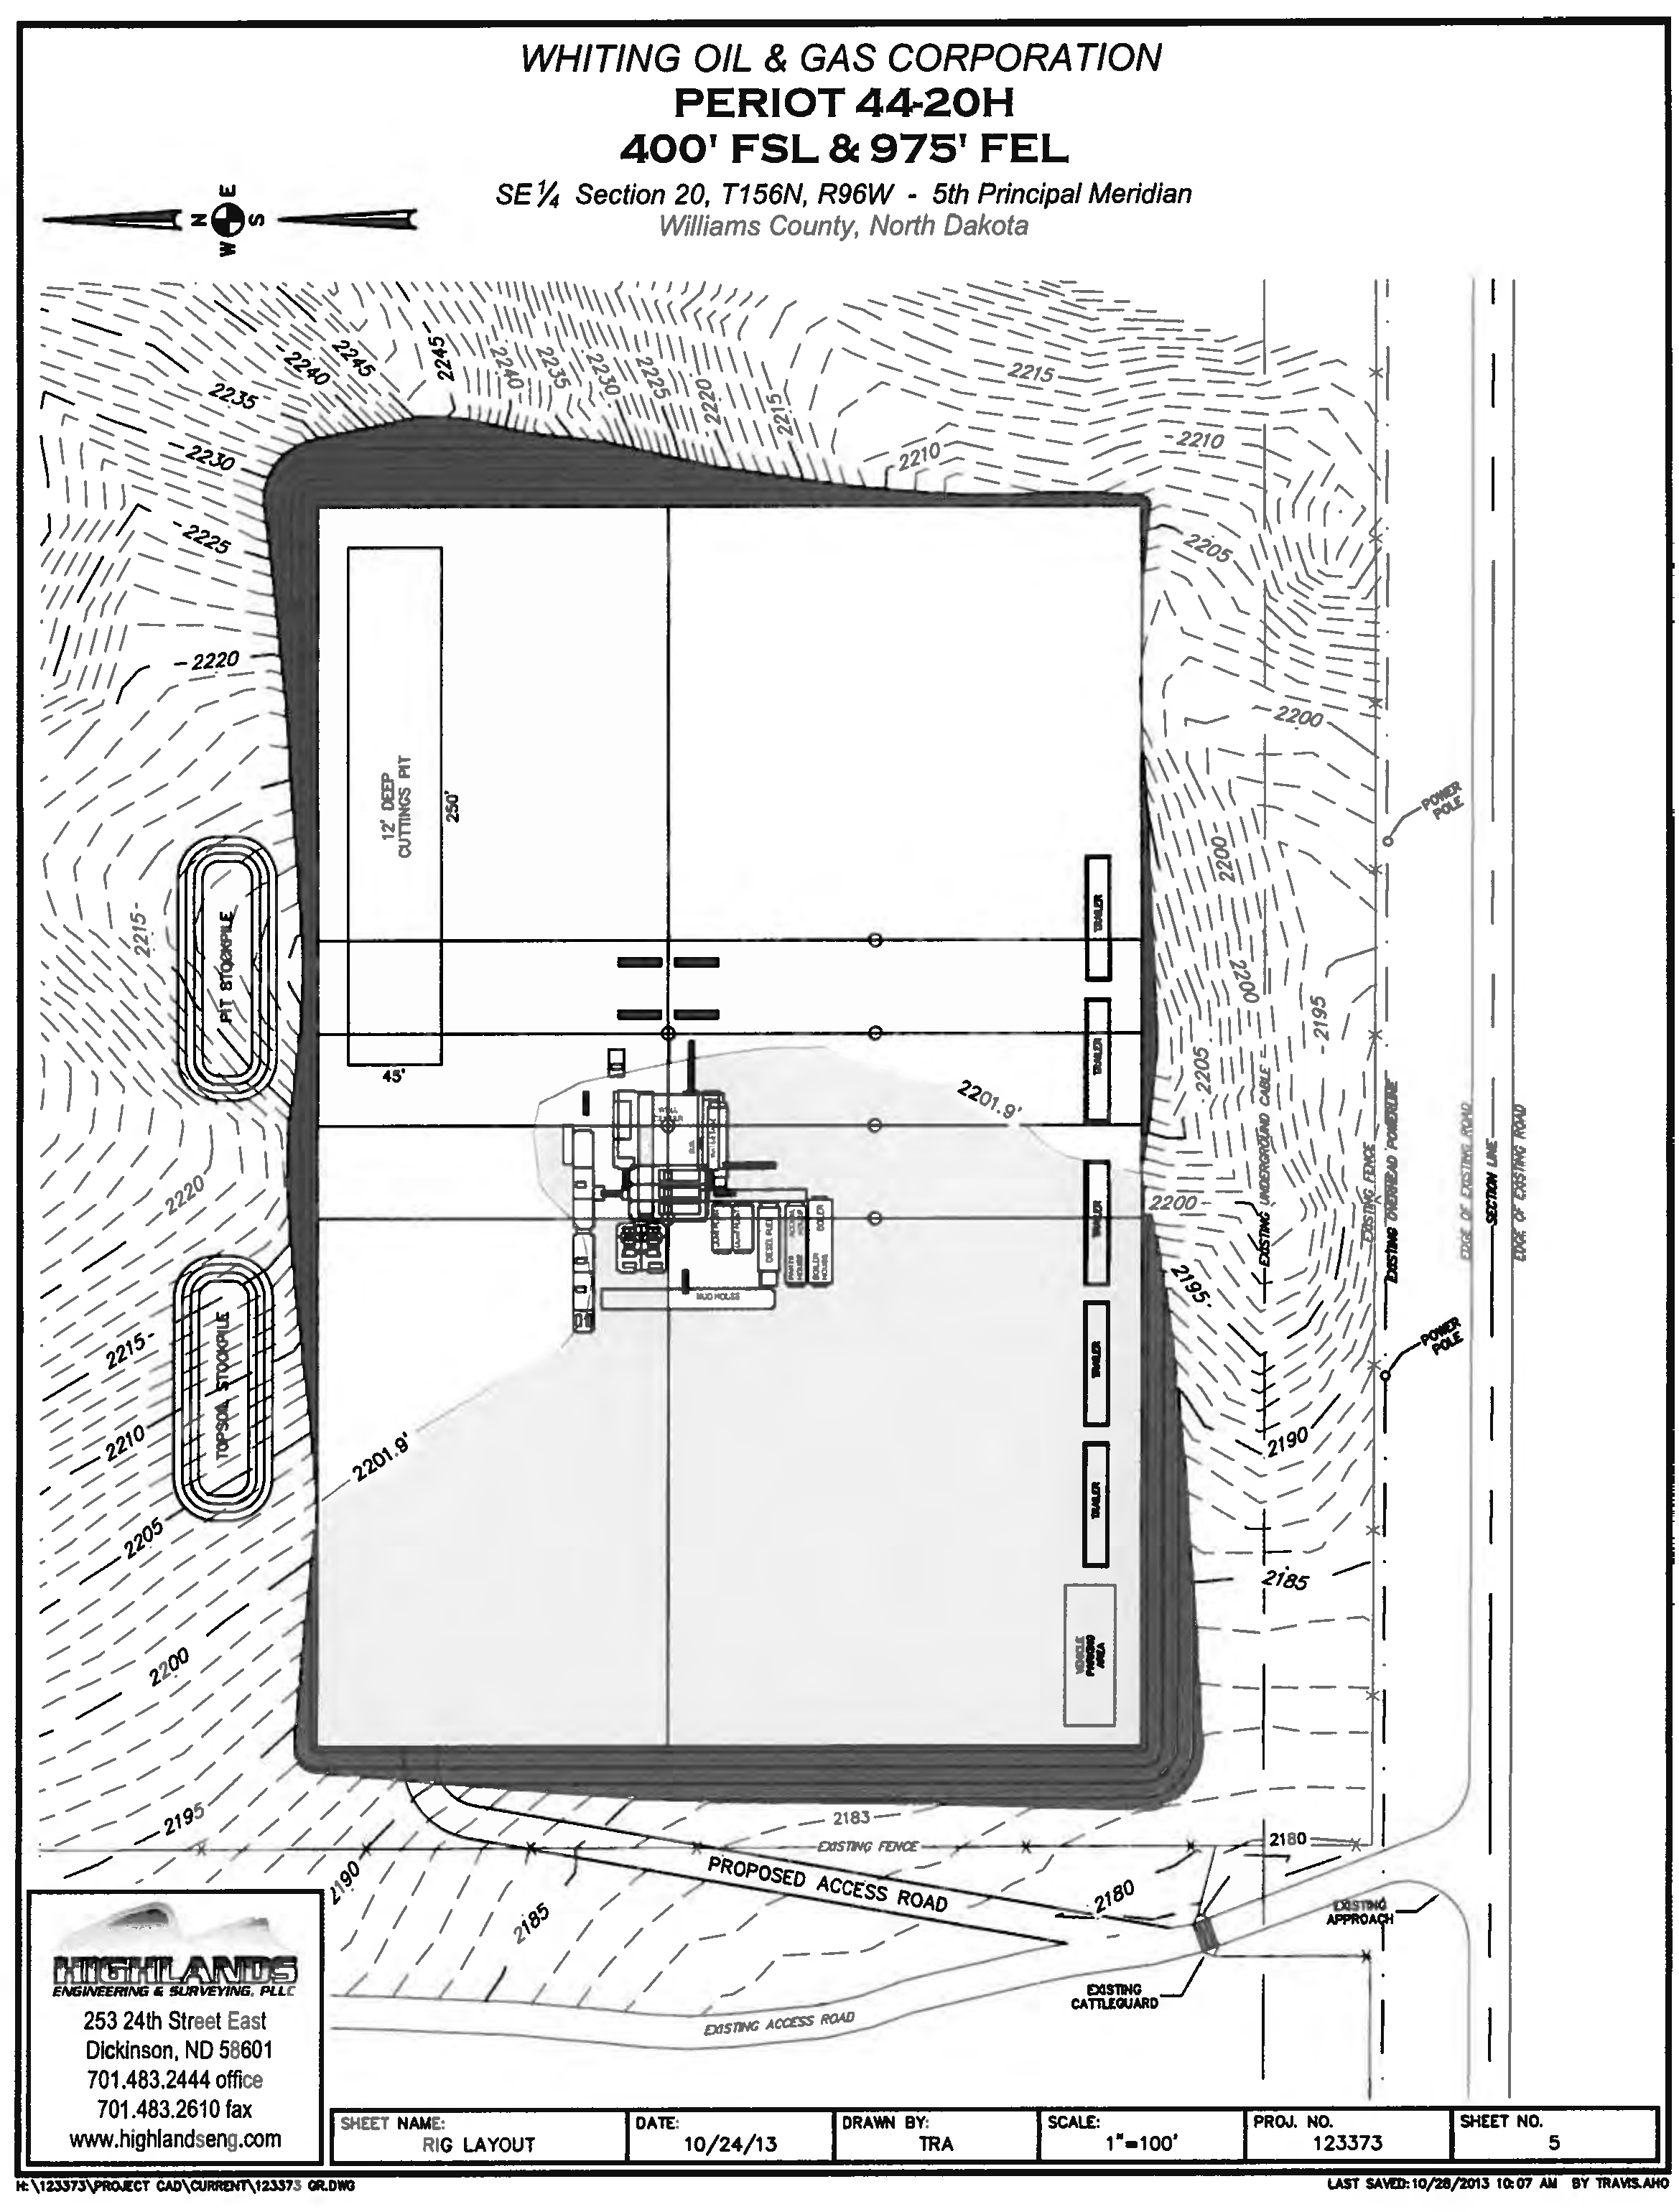 WHITING OIL & GAS CORPORATION
PERIOT 44-20H
400' FSL & 975' FEL
SE 1/4 Section 20, T156N, R96W - 5th Principal Meridian
Williams County, North Dakota
N E S W
2245
2245
2240
2235
2240
2235
2230
2225
2220
2215
2215
2210
2210
2230
2225
2205
2220
2200
12' DEEP
CUTTINGS PIT
250'
45'
POWER
POLE
2200
PIT STOCKPILE
2215
TRAILER
2200
2195
2205
TRAILER
2201.9'
EXISTING UNDERGROUND CABLE
EXISTING FENCE
EXISTING OVERHEAD POWERLINE
EDGE OF EXISTING ROAD
SECTION LINE
EDGE OF EXISTING ROAD
2220
2200
TRAILER
DIESEL FUEL
PARTS
HOUSE
BOILER
HOUSE
BOILER
MUD HOUSE
2195
TOPSOIL STOCKPILE
2215
TRAILER
POWER
POLE
2210
2190
2201.9'
TRAILER
2205
2185
2200
VEHICLE
PARKING
AREA
2195
2183
EXISTING FENCE
2180
2190
PROPOSED ACCESS ROAD
2180
2185
EXISTING
APPROACH
EXISTING
CATTLEGUARD
EXISTING ACCESS ROAD
HIGHLANDS
ENGINEERING & SURVEYING, PLLC
253 24th Street East
Dickinson, ND 58601
701.483.2444 office
701.483.2610 fax
www.highlandseng.com
SHEET NAME:
RIG LAYOUT
DATE:
10/24/13
DRAWN BY:
TRA
SCALE:
1"=100'
PROJ. NO.
123373
SHEET NO.
5
H:\123373\PROJECT CAD\CURRENT\123373 GR.DWG
LAST SAVED: 10/28/2013 10:07 AM BY TRAVIS.AHO